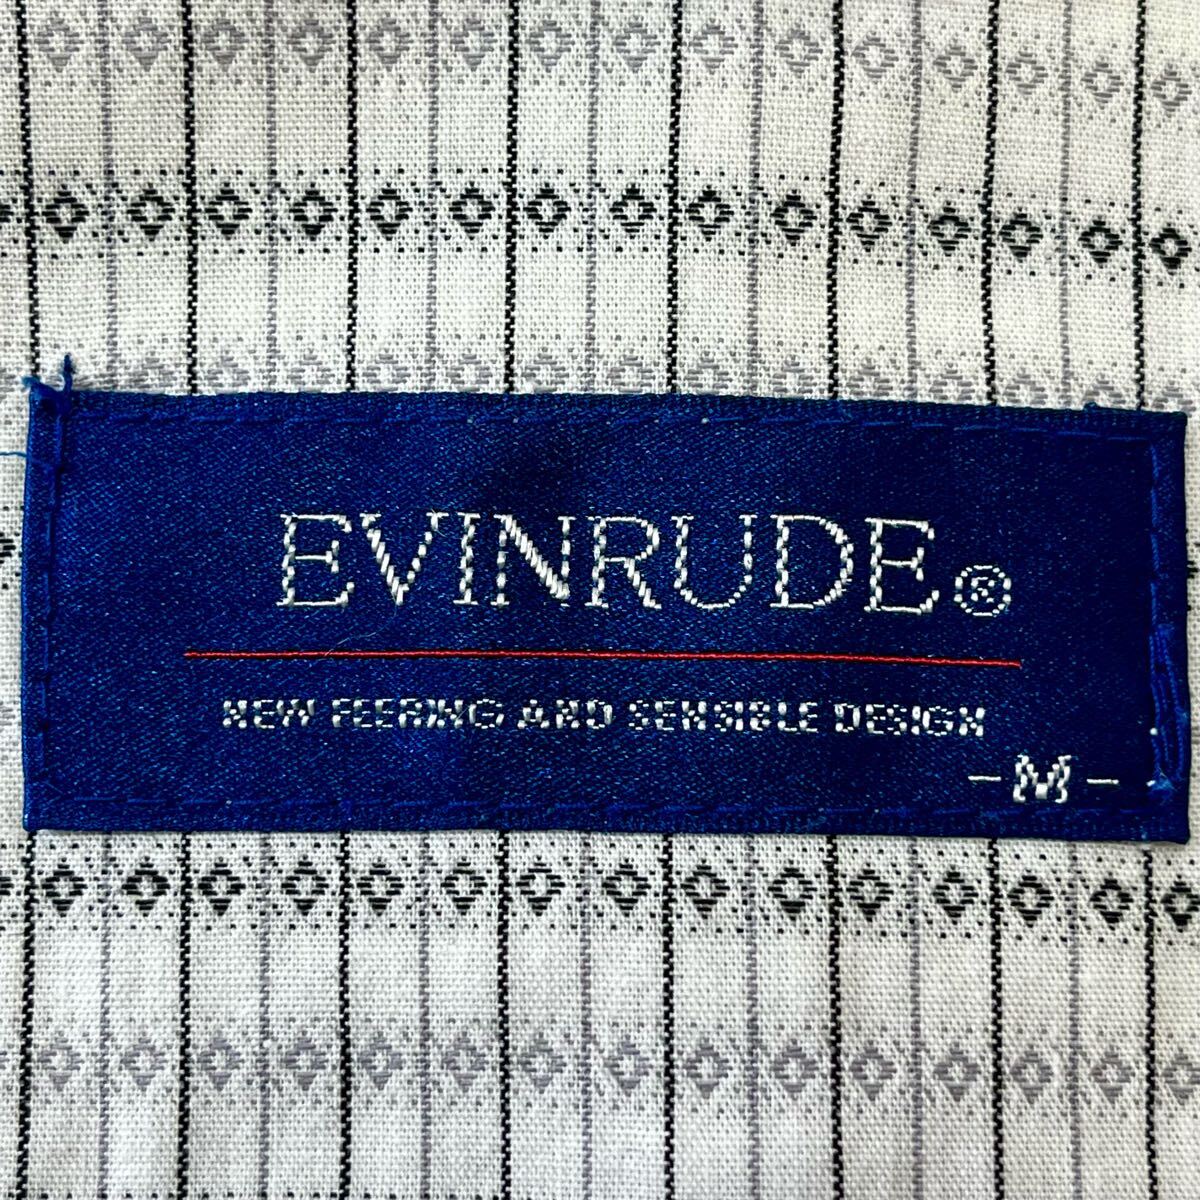 EVINRUDE®
NEW FEERING AND SENSIBLE DESIGN
-M-